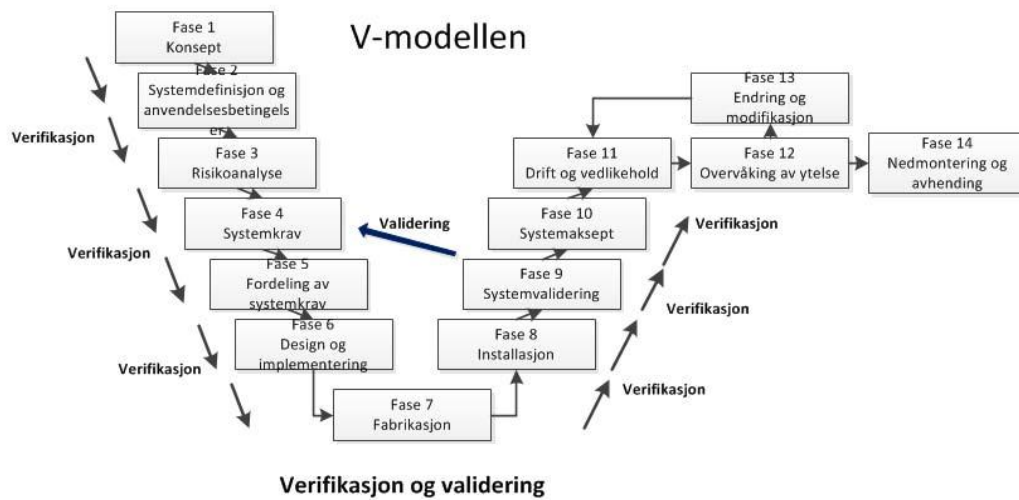 V-modellen
Fase 1
Konsept
Fase 2
Systemdefinisjon og
anvendelsesbetingels
er
Fase 3
Risikoanalyse
Fase 4
Systemkrav
Fase 5
Fordeling av
systemkrav
Fase 6
Design og
implementering
Fase 7
Fabrikasjon
Fase 8
Installasjon
Fase 9
Systemvalidering
Fase 10
Systemaksept
Fase 11
Drift og vedlikehold
Fase 12
Overvåking av ytelse
Fase 13
Endring og
modifikasjon
Fase 14
Nedmontering og
avhending
Verifikasjon
Verifikasjon
Verifikasjon
Validering
Verifikasjon
Verifikasjon
Verifikasjon
Verifikasjon og validering